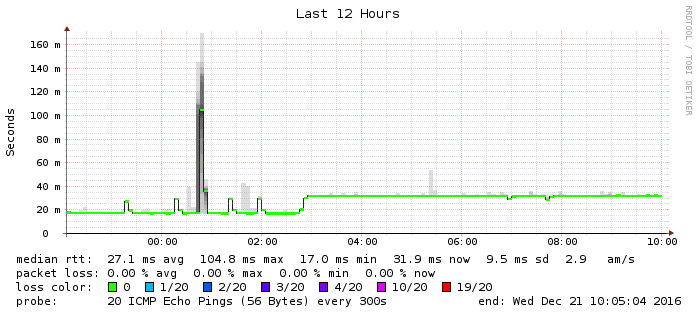 Last 12 Hours
RRDTOOL / TOBI OETIKER
Seconds
160 m
140 m
120 m
100 m
80 m
60 m
40 m
20 m
0
00:00 02:00 04:00 06:00 08:00 10:00
median rtt: 27.1 ms avg 104.8 ms max 17.0 ms min 31.9 ms now 9.5 ms sd 2.9 am/s
packet loss: 0.00 % avg 0.00 % max 0.00 % min 0.00 % now
loss color: 0 1/20 2/20 3/20 4/20 10/20 19/20
probe: 20 ICMP Echo Pings (56 Bytes) every 300s end: Wed Dec 21 10:05:04 2016